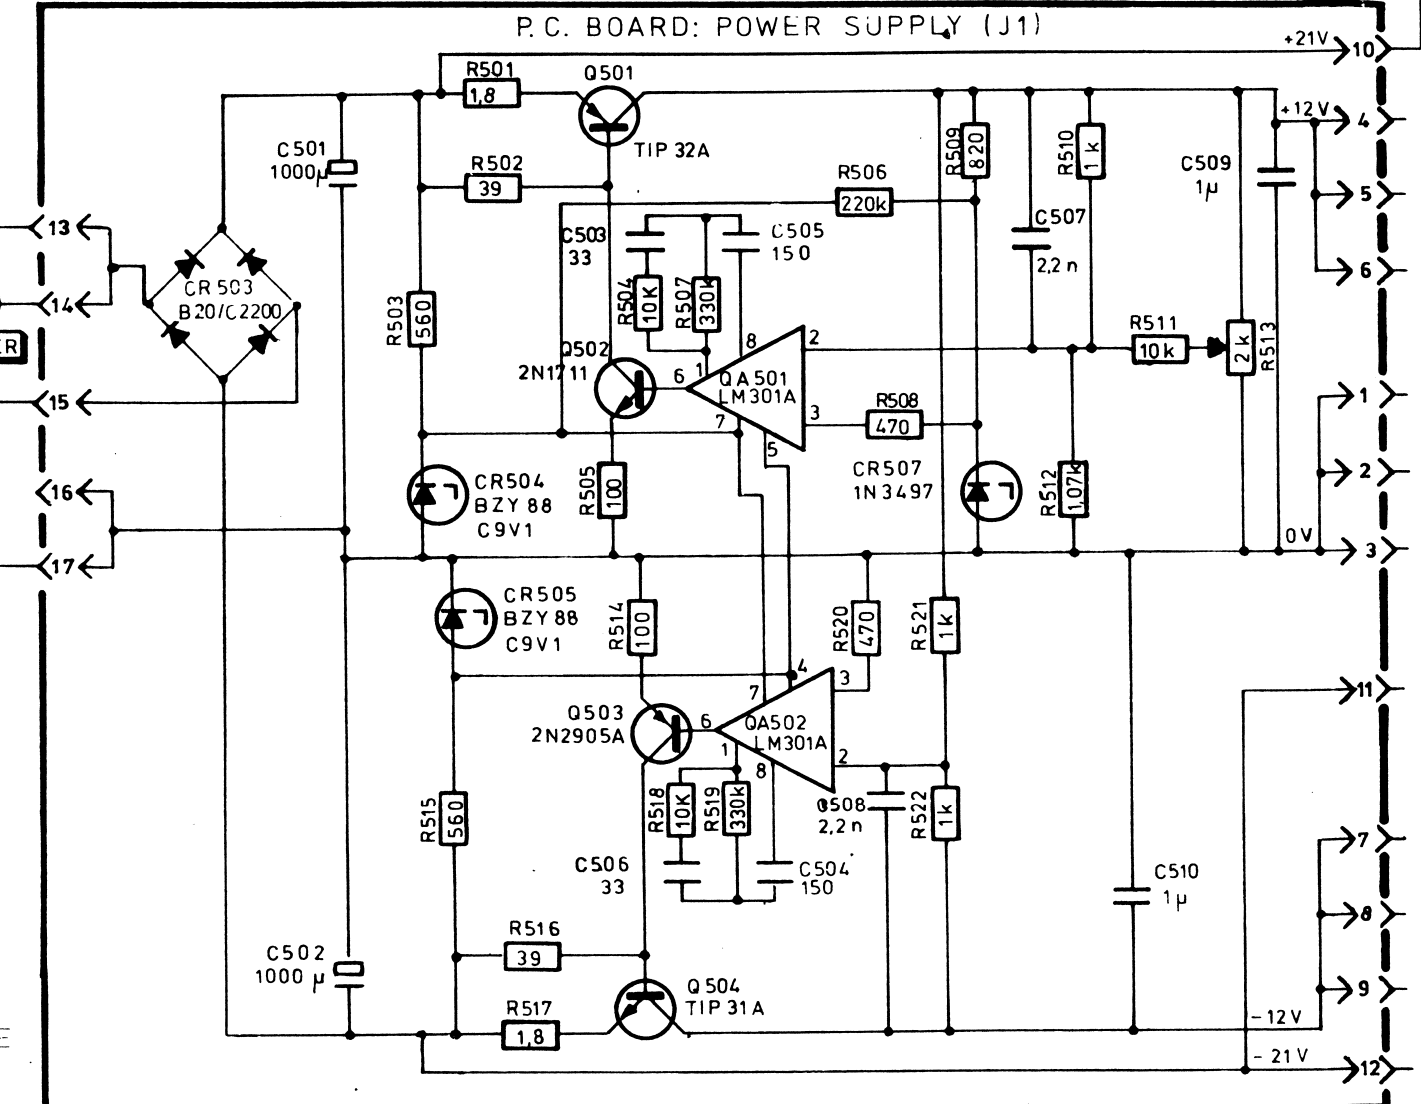 P.C. BOARD: POWER SUPPLY (J1)
+21V
10
R501
1,8
Q501
TIP 32A
+12V
4
C501
1000µ
R502
39
R506
220k
R509
820
R510
1k
C509
1µ
5
6
13
14
15
16
17
ER
CR503
B20/C2200
C503
33
R504
10K
R507
330k
C505
150
C507
2,2n
R503
560
Q502
2N1711
6
1
8
QA501
LM301A
2
3
7
5
R511
10k
2k
R513
R508
470
1
2
3
0V
CR504
BZY 88
C9V1
R505
100
CR507
1N3497
R512
1,07k
CR505
BZY 88
C9V1
R514
100
R520
470
R521
1k
Q503
2N2905A
6
7
4
3
QA502
LM301A
1
8
2
11
R515
560
R518
10K
R519
330k
C508
2,2n
R522
1k
7
C506
33
C504
150
C510
1µ
8
C502
1000 µ
R516
39
Q504
TIP 31A
9
R517
1,8
-12V
-21V
12